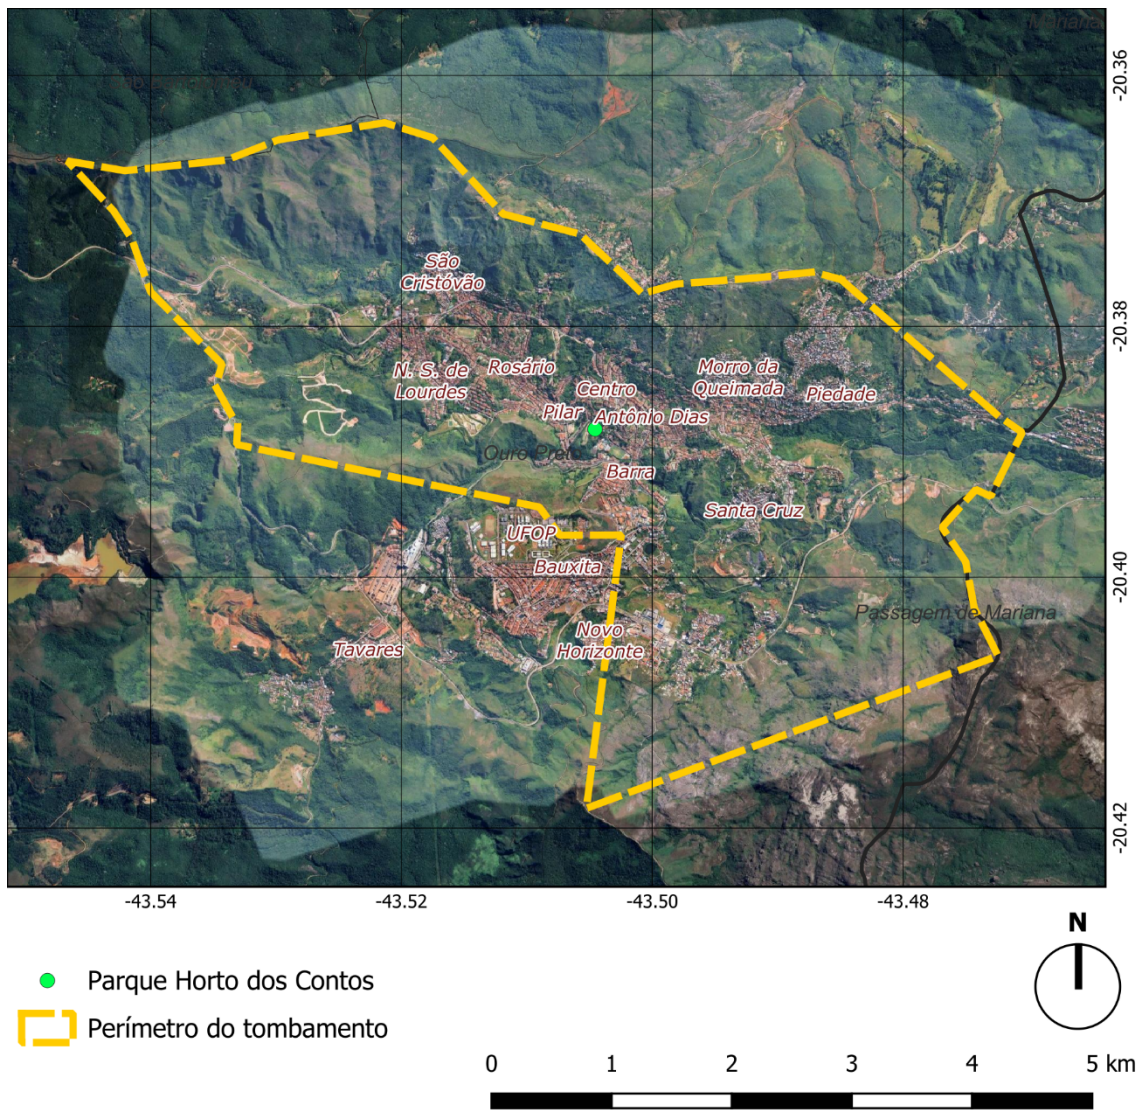 Mariana
-20.36
São
Cristóvão
-20.38
N. S. de
Lourdes
Rosário
Centro
Morro da
Queimada
Piedade
Pilar
Antônio Dias
Ouro Preto
Barra
Santa Cruz
UFOP
Bauxita
-20.40
Passagem de Mariana
Novo
Horizonte
Tavares
-20.42
-43.54
-43.52
-43.50
-43.48
N
Parque Horto dos Contos
Perímetro do tombamento
0
1
2
3
4
5 km